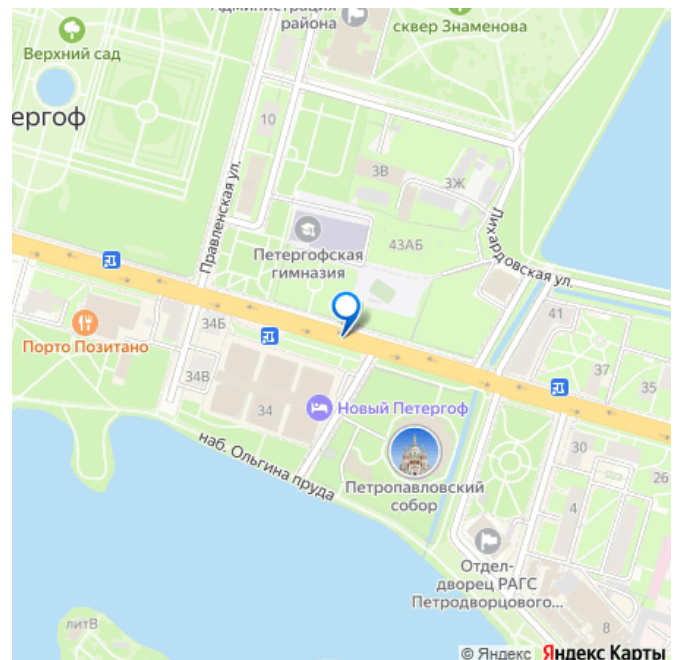 Администрация
района
сквер Знаменова
Верхний сад
ергоф
10
3В
3Ж
Правленская ул.
Петергофская
гимназия
43АБ
Лихардовская ул.
34Б
41
Порто Позитано
37
35
34В
34
Новый Петергоф
наб. Ольгина пруда
30
Петропавловский
собор
26
4
Отдел-
дворец РАГС
Петродворцового...
литВ
8
© Яндекс Яндекс Карты